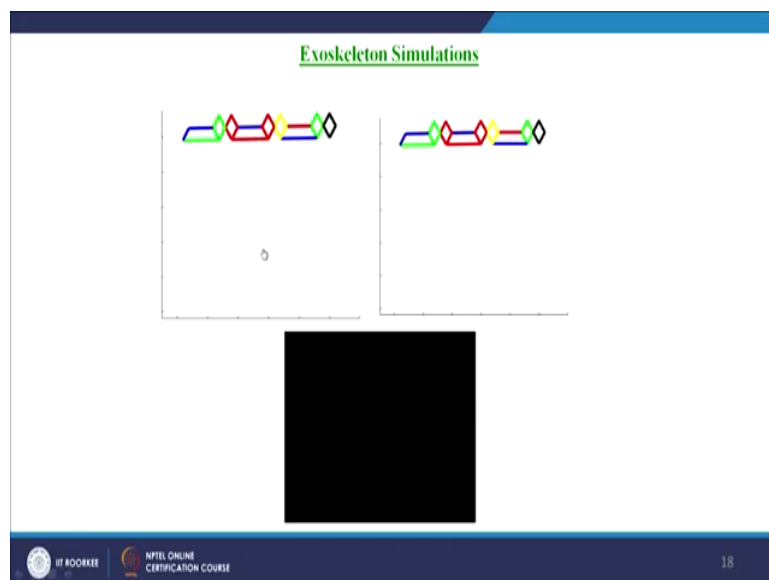 Exoskeleton Simulations
IIT ROORKEE
NPTEL ONLINE
CERTIFICATION COURSE
18